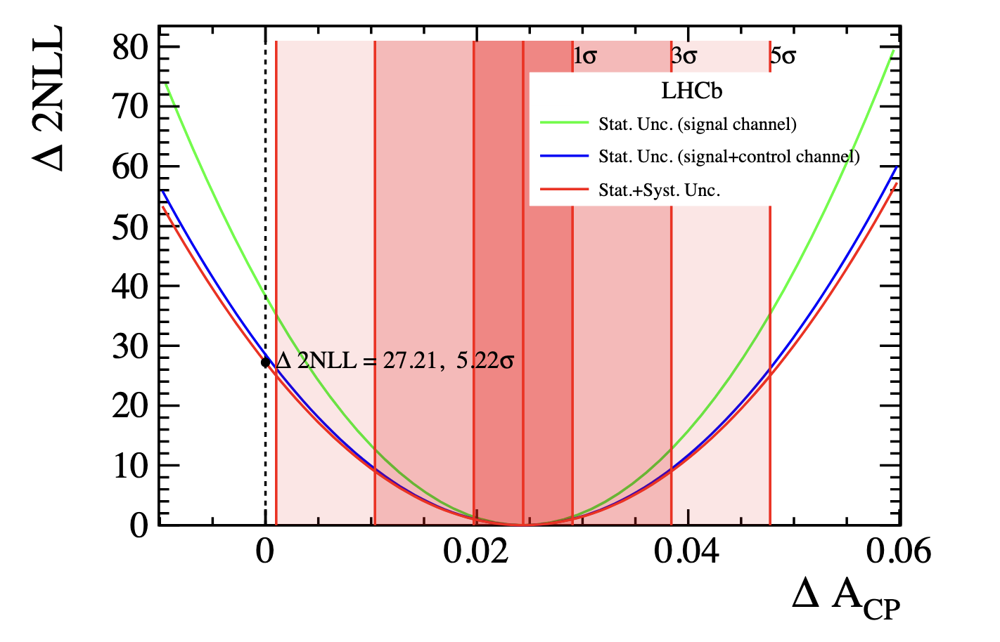 Δ 2NLL
80
70
60
50
40
30
20
10
0
1σ 3σ 5σ
LHCb
Stat. Unc. (signal channel)
Stat. Unc. (signal+control channel)
Stat.+Syst. Unc.
Δ 2NLL = 27.21, 5.22σ
0 0.02 0.04 0.06
Δ A_CP